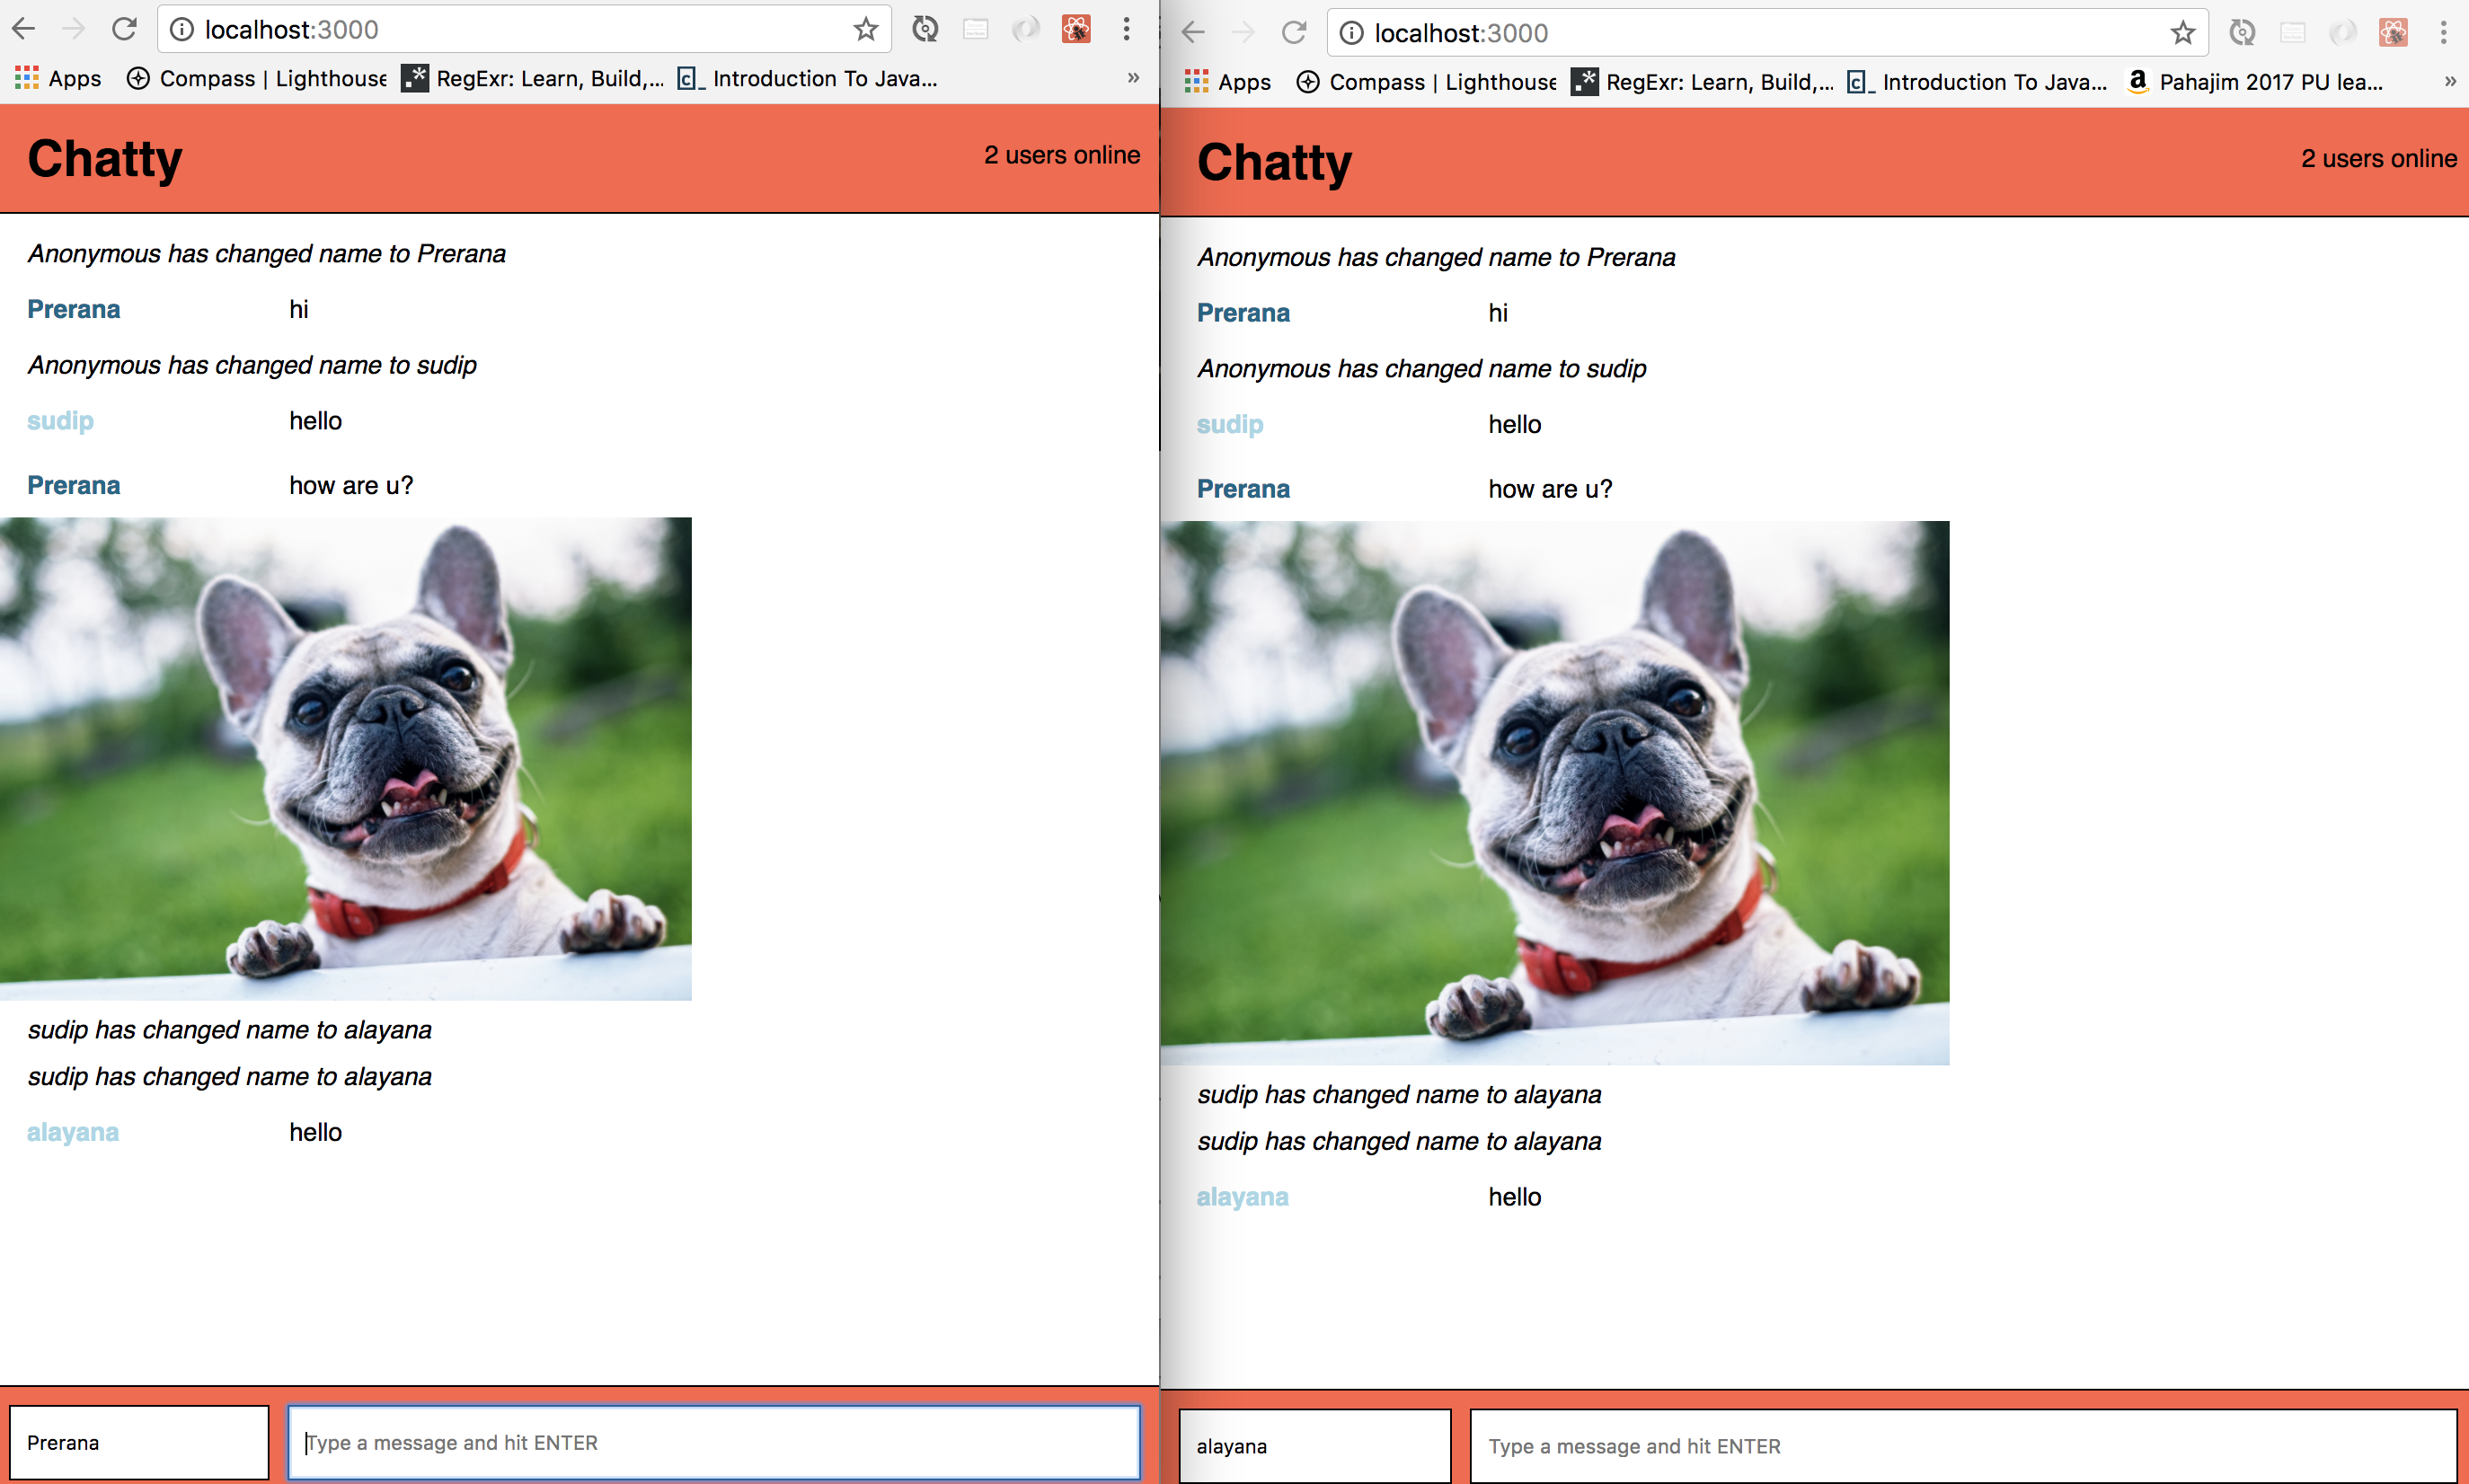 localhost:3000
Apps Compass | Lighthouse RegExr: Learn, Build,... Introduction To Java... »
Chatty
2 users online
Anonymous has changed name to Prerana
Prerana hi
Anonymous has changed name to sudip
sudip hello
Prerana how are u?
sudip has changed name to alayana
sudip has changed name to alayana
alayana hello
Prerana
Type a message and hit ENTER
localhost:3000
Apps Compass | Lighthouse RegExr: Learn, Build,... Introduction To Java... Pahajim 2017 PU lea... »
Chatty
2 users online
Anonymous has changed name to Prerana
Prerana hi
Anonymous has changed name to sudip
sudip hello
Prerana how are u?
sudip has changed name to alayana
sudip has changed name to alayana
alayana hello
alayana
Type a message and hit ENTER